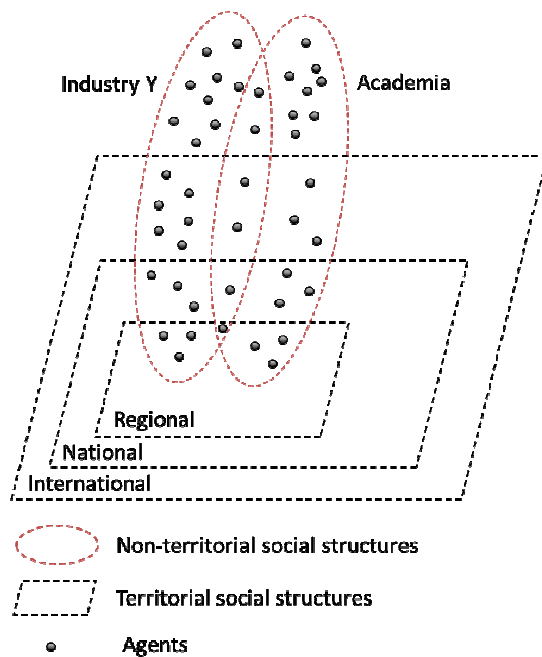 Industry Y
Academia
Regional
National
International
Non-territorial social structures
Territorial social structures
Agents